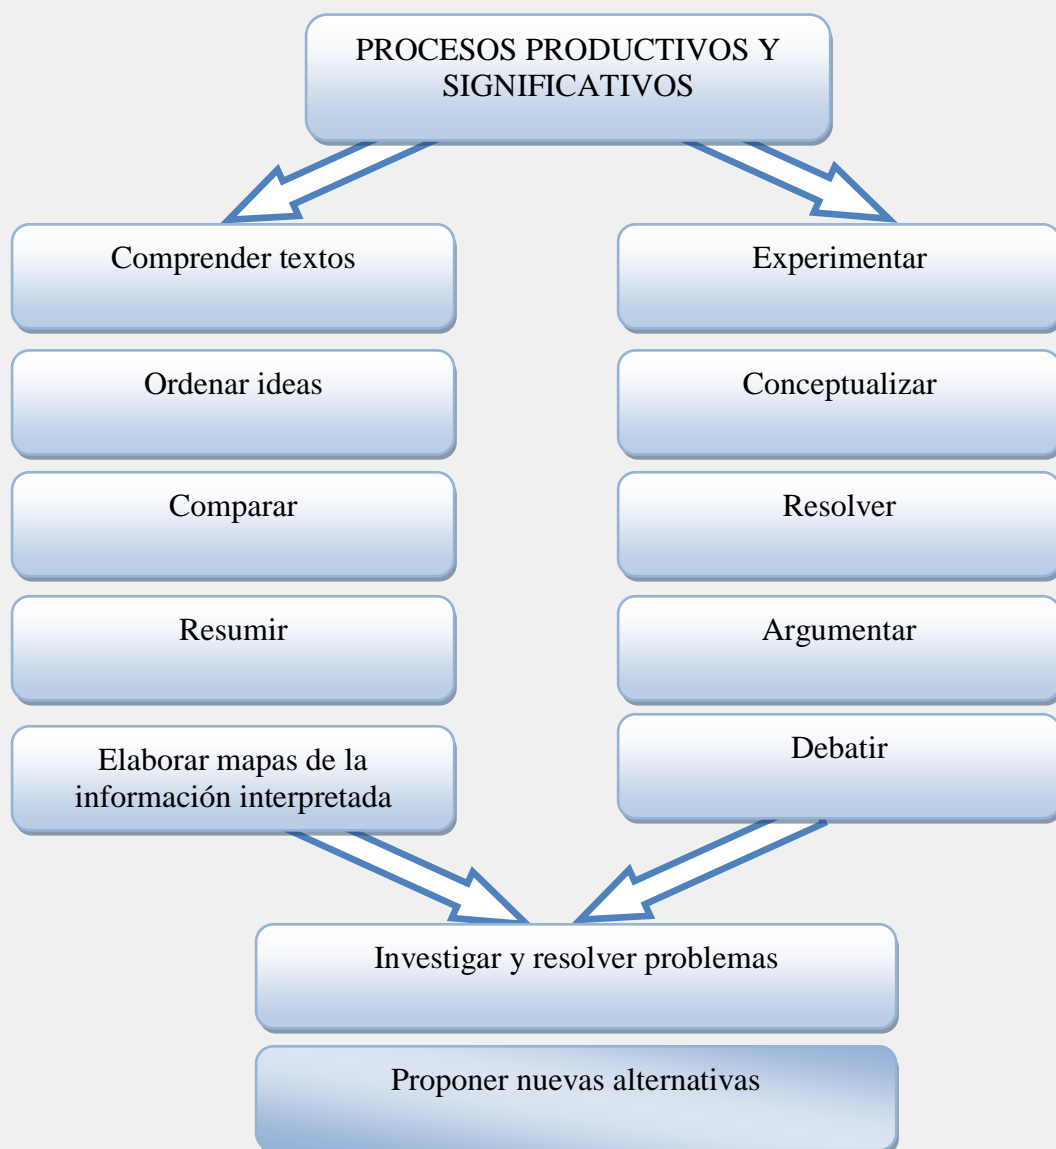 PROCESOS PRODUCTIVOS Y
SIGNIFICATIVOS
Comprender textos
Ordenar ideas
Comparar
Resumir
Elaborar mapas de la
información interpretada
Experimentar
Conceptualizar
Resolver
Argumentar
Debatir
Investigar y resolver problemas
Proponer nuevas alternativas